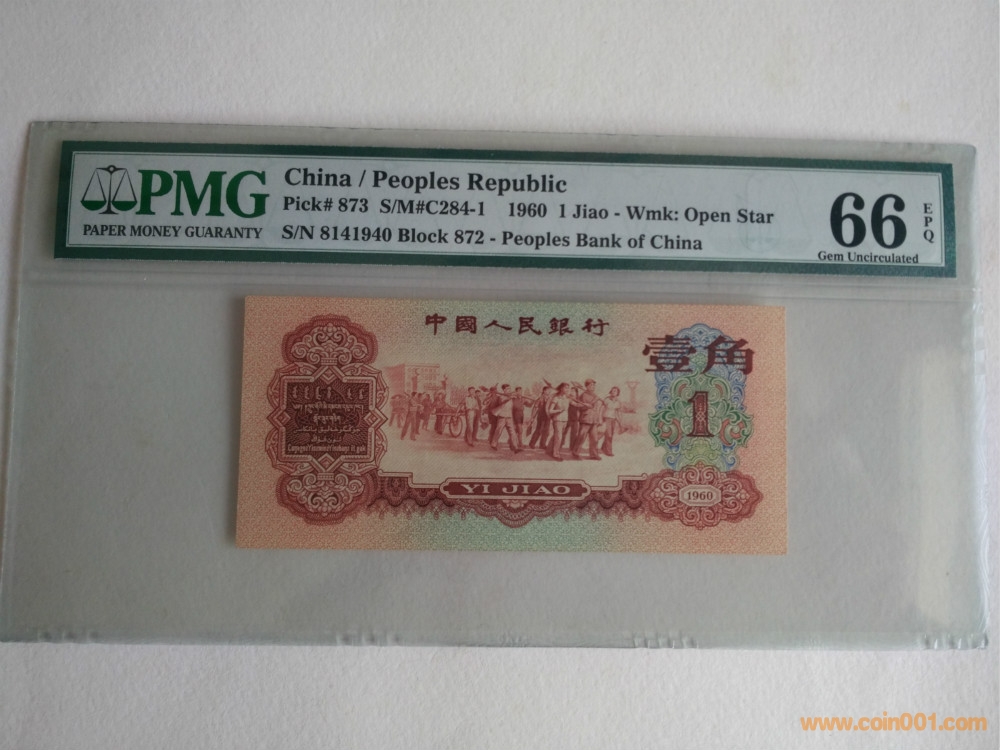 PMG
PAPER MONEY GUARANTY
China / Peoples Republic
Pick# 873 S/M#C284-1 1960 1 Jiao - Wmk: Open Star
S/N 8141940 Block 872 - Peoples Bank of China
66
EPQ
Gem Uncirculated
中國人民銀行
壹角
1
YI JIAO
1960
www.coin001.com